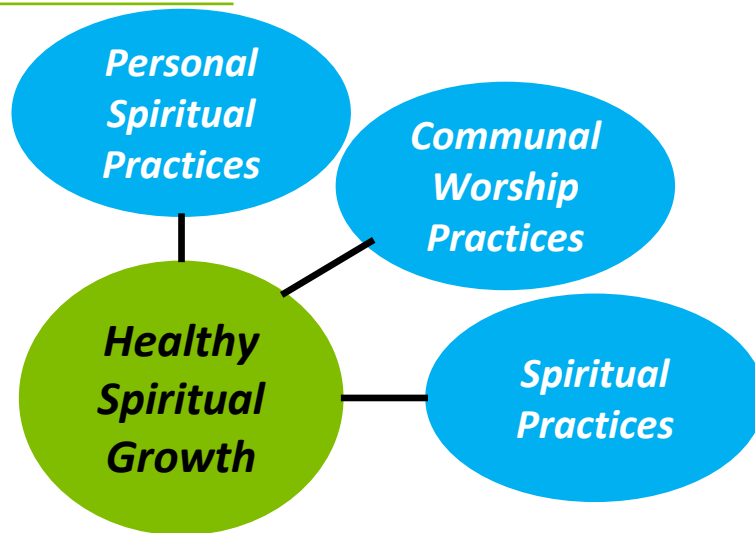 Personal
Spiritual
Practices
Communal
Worship
Practices
Healthy
Spiritual
Growth
Spiritual
Practices